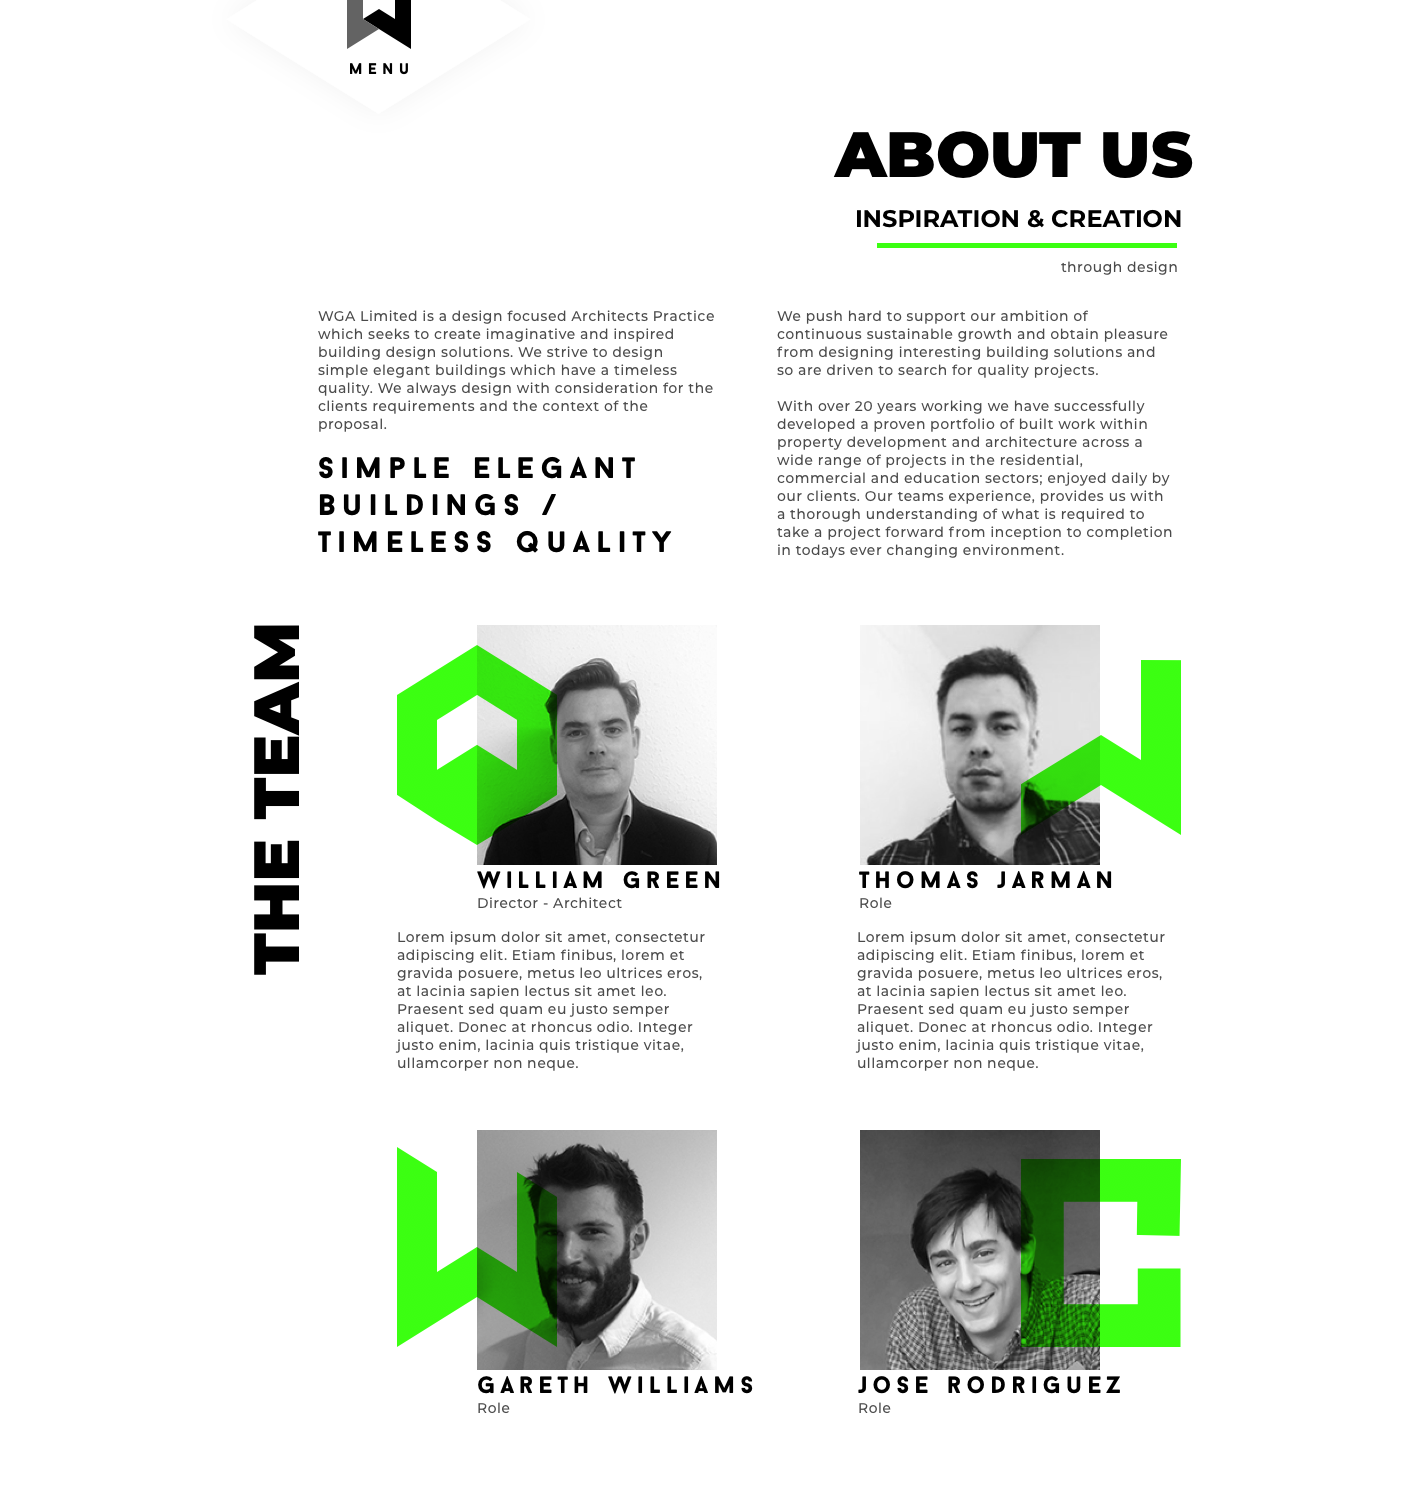 MENU
ABOUT US
INSPIRATION & CREATION
through design
WGA Limited is a design focused Architects Practice
which seeks to create imaginative and inspired
building design solutions. We strive to design
simple elegant buildings which have a timeless
quality. We always design with consideration for the
clients requirements and the context of the
proposal.
SIMPLE ELEGANT
BUILDINGS /
TIMELESS QUALITY
We push hard to support our ambition of
continuous sustainable growth and obtain pleasure
from designing interesting building solutions and
so are driven to search for quality projects.
With over 20 years working we have successfully
developed a proven portfolio of built work within
property development and architecture across a
wide range of projects in the residential,
commercial and education sectors; enjoyed daily by
our clients. Our teams experience, provides us with
a thorough understanding of what is required to
take a project forward from inception to completion
in todays ever changing environment.
THE TEAM
WILLIAM GREEN
Director - Architect
Lorem ipsum dolor sit amet, consectetur
adipiscing elit. Etiam finibus, lorem et
gravida posuere, metus leo ultrices eros,
at lacinia sapien lectus sit amet leo.
Praesent sed quam eu justo semper
aliquet. Donec at rhoncus odio. Integer
justo enim, lacinia quis tristique vitae,
ullamcorper non neque.
THOMAS JARMAN
Role
Lorem ipsum dolor sit amet, consectetur
adipiscing elit. Etiam finibus, lorem et
gravida posuere, metus leo ultrices eros,
at lacinia sapien lectus sit amet leo.
Praesent sed quam eu justo semper
aliquet. Donec at rhoncus odio. Integer
justo enim, lacinia quis tristique vitae,
ullamcorper non neque.
GARETH WILLIAMS
Role
JOSE RODRIGUEZ
Role